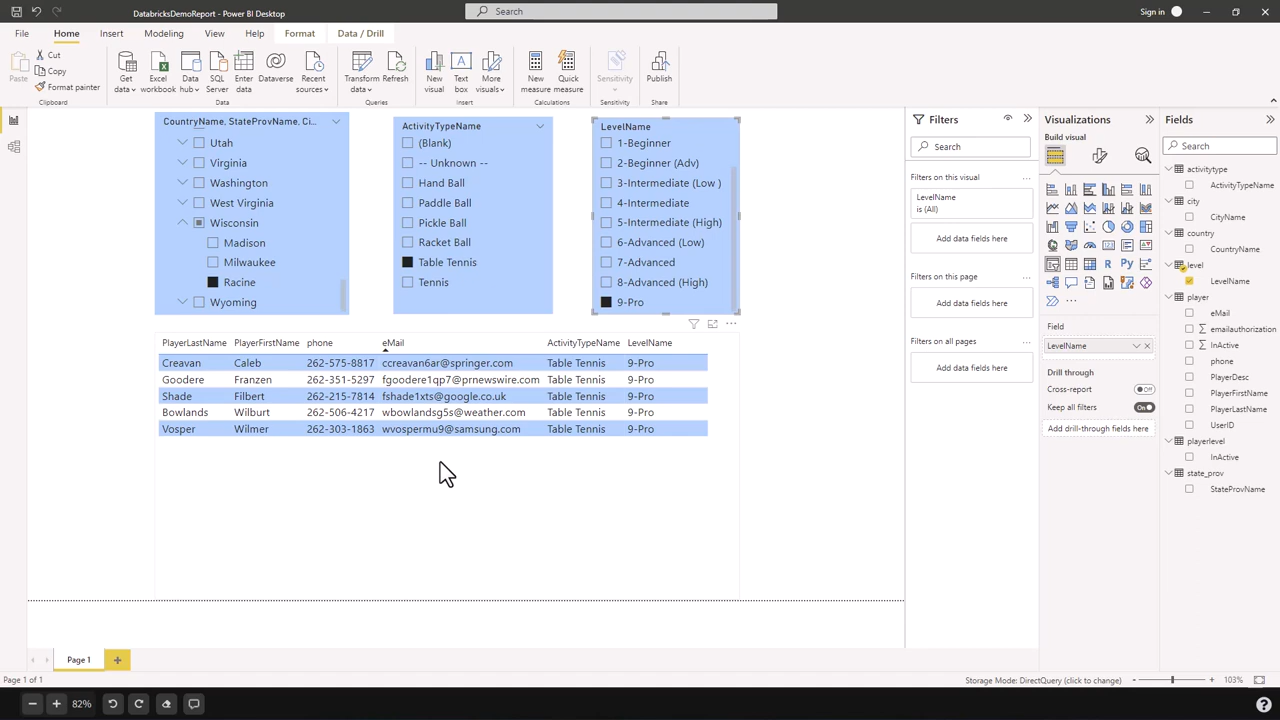 DatabricksDemoReport - Power BI Desktop
Search
Sign in
File Home Insert Modeling View Help Format Data / Drill
Paste
Cut
Copy
Format painter
Get data
Excel workbook
Data hub
SQL Server
Enter data
Dataverse
Recent sources
Transform data
Refresh
New visual
Text box
More visuals
New measure
Quick measure
Sensitivity
Publish
Clipboard Data Queries Insert Calculations Sensitivity Share
CountryName, StateProvName, Ci...
Utah
Virginia
Washington
West Virginia
Wisconsin
Madison
Milwaukee
Racine
Wyoming
ActivityTypeName
(Blank)
-- Unknown --
Hand Ball
Paddle Ball
Pickle Ball
Racket Ball
Table Tennis
Tennis
LevelName
1-Beginner
2-Beginner (Adv)
3-Intermediate (Low )
4-Intermediate
5-Intermediate (High)
6-Advanced (Low)
7-Advanced
8-Advanced (High)
9-Pro
PlayerLastName PlayerFirstName phone eMail ActivityTypeName LevelName
Creavan Caleb 262-575-8817 ccreavan6ar@springer.com Table Tennis 9-Pro
Goodere Franzen 262-351-5297 fgoodere1qp7@prnewswire.com Table Tennis 9-Pro
Shade Filbert 262-215-7814 fshade1xts@google.co.uk Table Tennis 9-Pro
Bowlands Wilburt 262-506-4217 wbowlandsg5s@weather.com Table Tennis 9-Pro
Vosper Wilmer 262-303-1863 wvospermu9@samsung.com Table Tennis 9-Pro
Filters
Search
Filters on this visual
LevelName
is (All)
Add data fields here
Filters on this page
Add data fields here
Filters on all pages
Add data fields here
Visualizations
Build visual
R
Py
Field
LevelName
Drill through
Cross-report
Off
Keep all filters
On
Add drill-through fields here
Fields
Search
activitytype
ActivityTypeName
city
CityName
country
CountryName
level
LevelName
player
eMail
emailauthorization
InActive
phone
PlayerDesc
PlayerFirstName
PlayerLastName
UserID
playerlevel
InActive
state_prov
StateProvName
Page 1
Page 1 of 1
Storage Mode: DirectQuery (click to change)
103%
82%